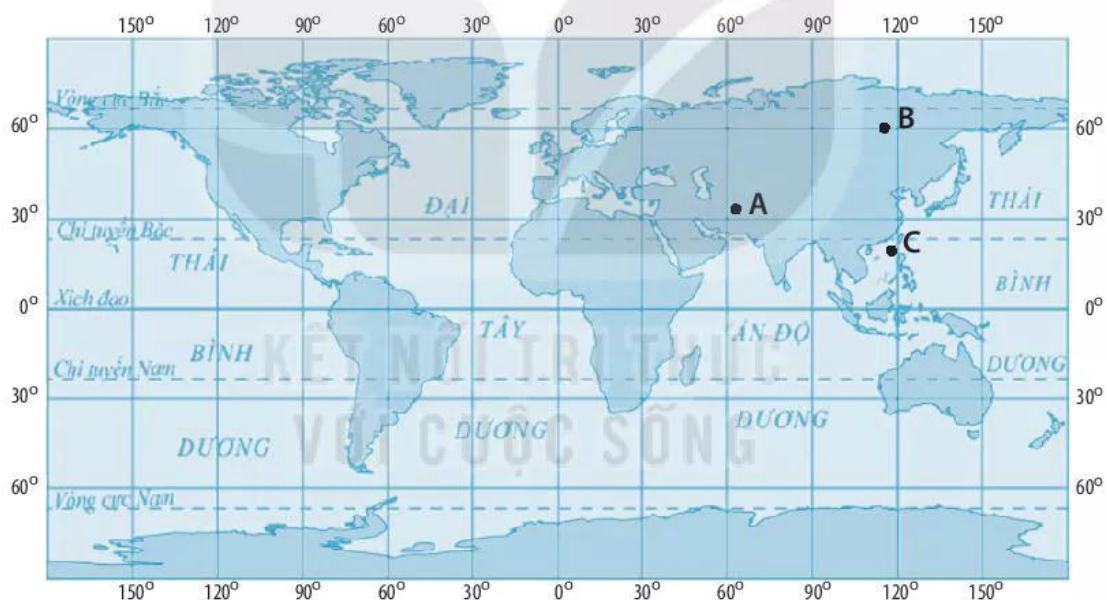 150° 120° 90° 60° 30° 0° 30° 60° 90° 120° 150°
Vòng cực Bắc
60° 60°
B
A
ĐẠI THÁI
30° 30°
Chí tuyến Bắc
C
THÁI
BÌNH
Xích đạo
0° 0°
TÂY ẤN ĐỘ
KẾT NỐI TRI THỨC
BÌNH
Chí tuyến Nam DƯƠNG
30° 30°
DƯƠNG DƯƠNG DƯƠNG
VỚI CUỘC SỐNG
60° 60°
Vòng cực Nam
150° 120° 90° 60° 30° 0° 30° 60° 90° 120° 150°